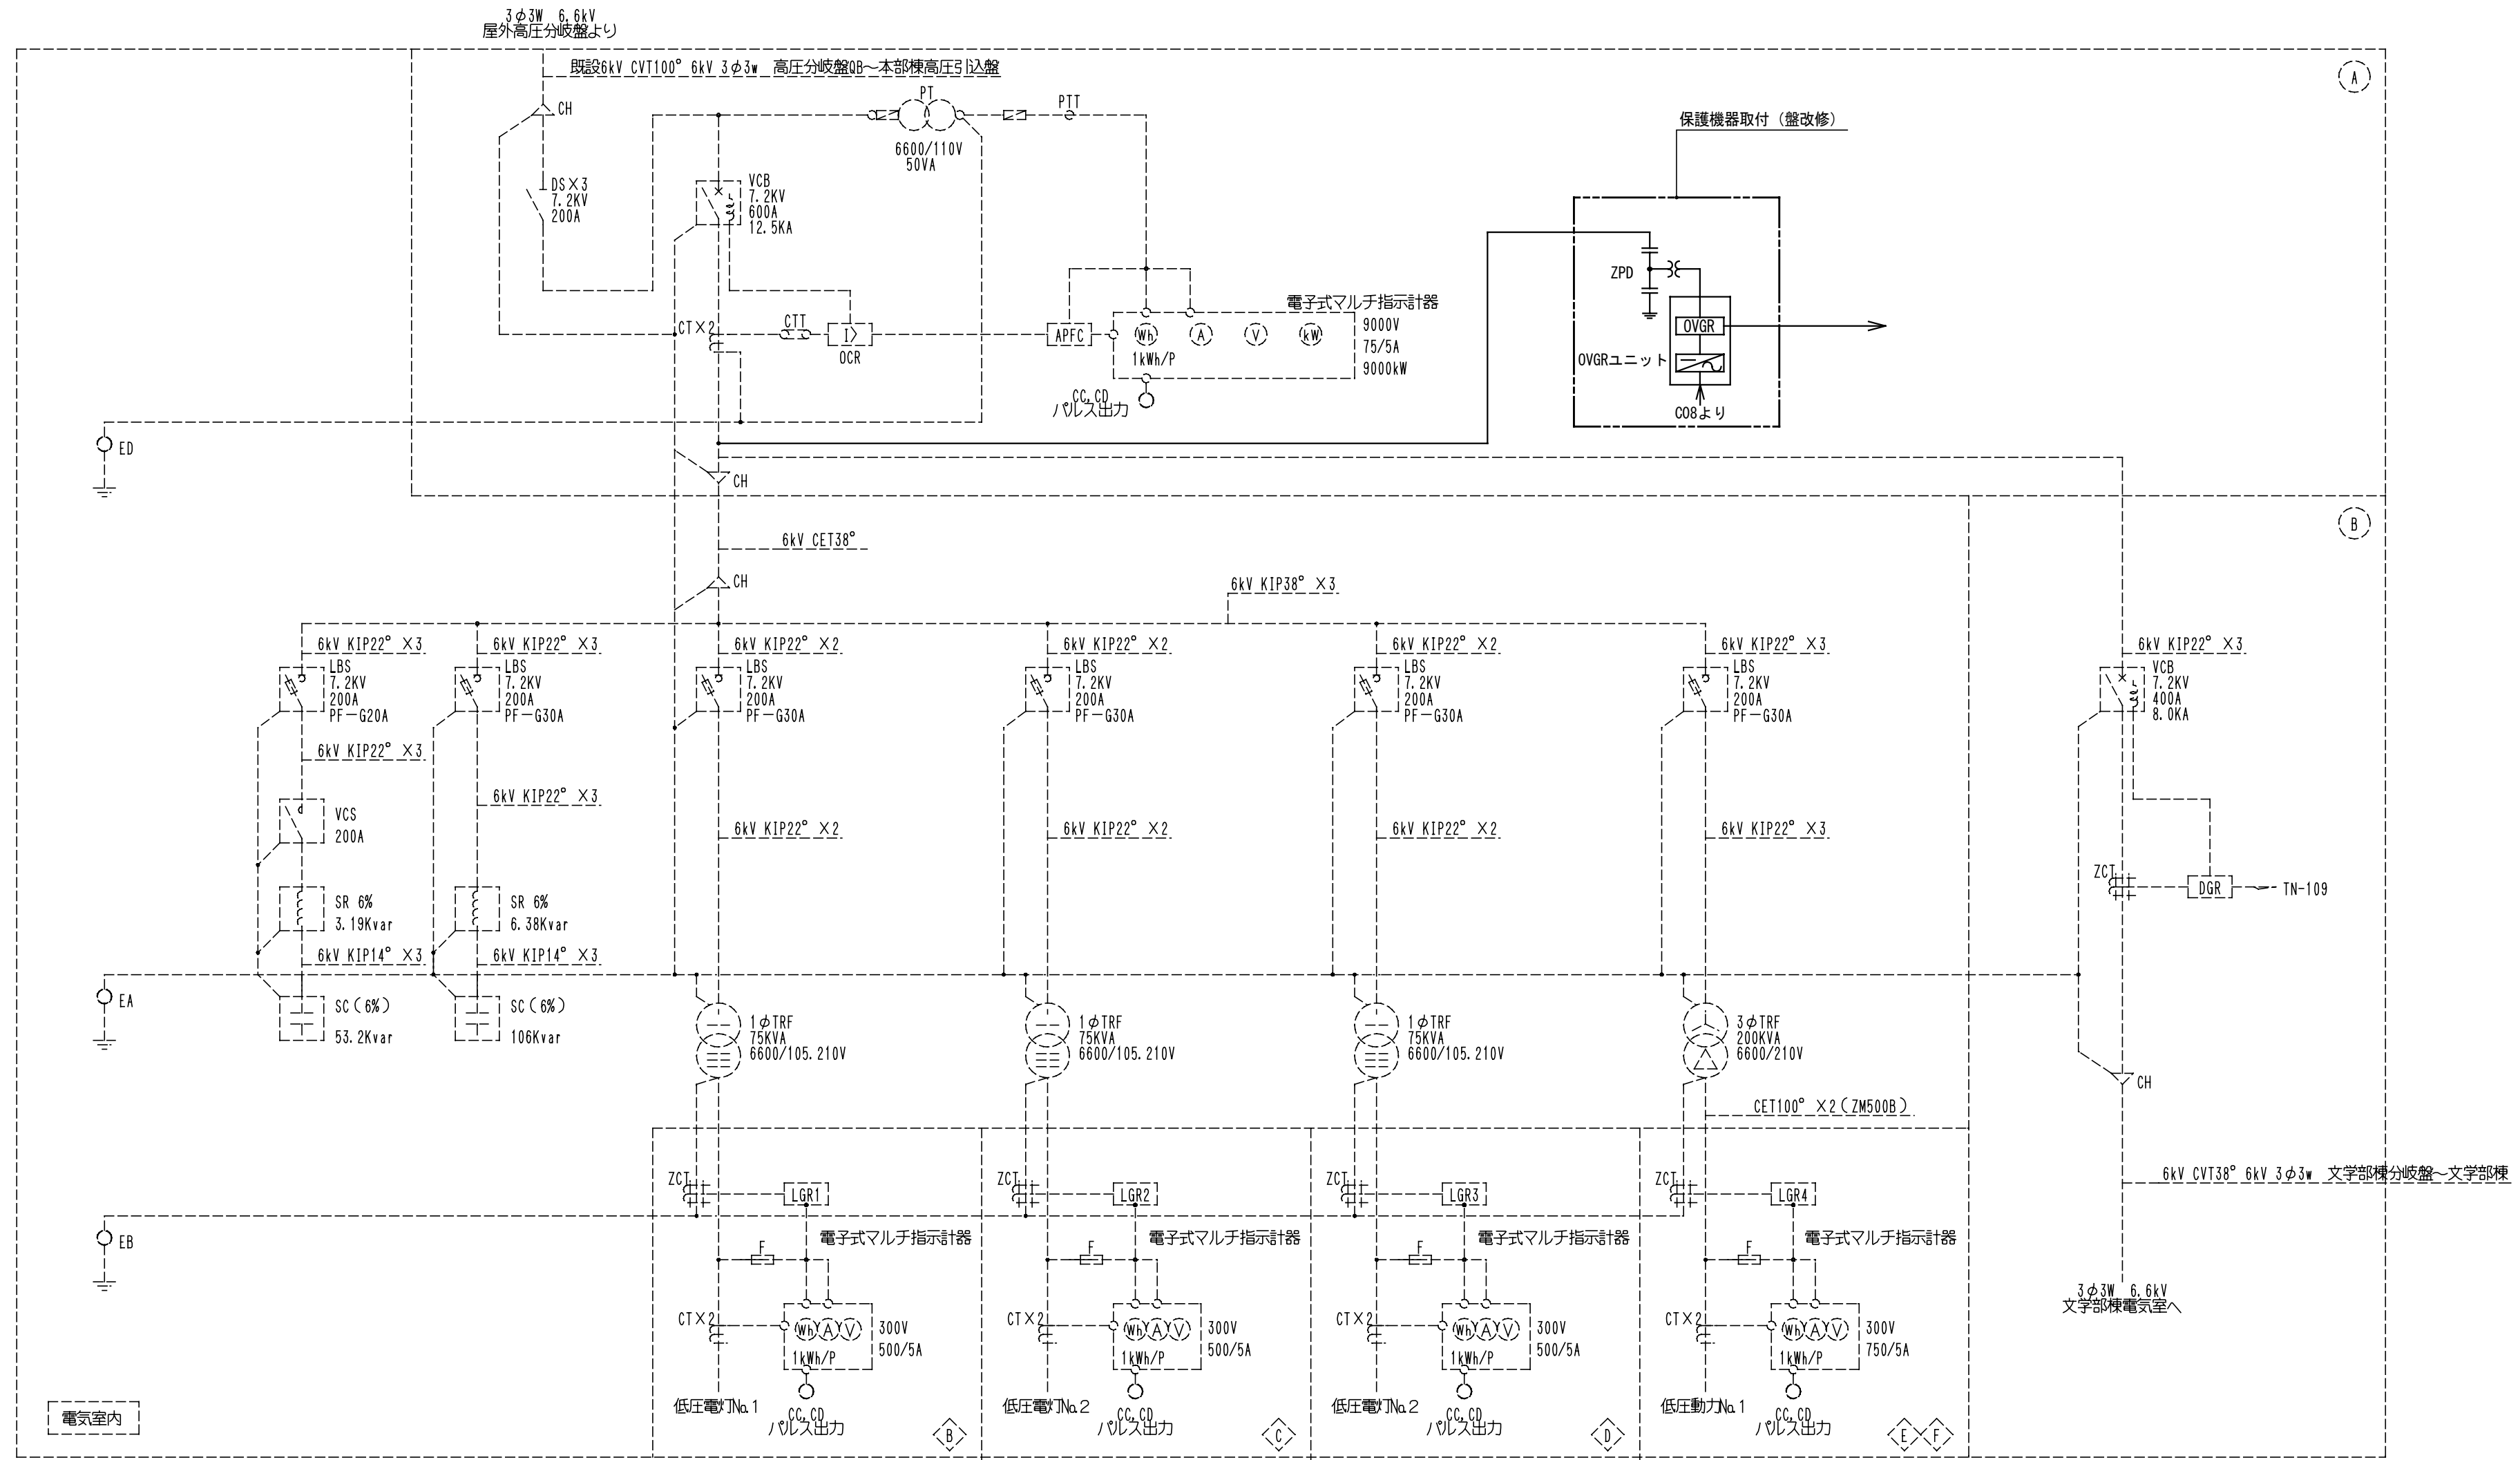 3φ3W 6.6kV
屋外高圧分岐盤より
既設6kV CVT100° 6kV 3φ3w 高圧分岐盤QB～本部棟高圧引込盤
A
CH
PT
PTT
6600/110V
50VA
保護機器取付（盤改修）
DS×3
7.2KV
200A
VCB
7.2KV
600A
12.5KA
ZPD
電子式マルチ指示計器
CT×2
CTT
I>
OCR
APFC
Wh
A
V
kW
1kWh/P
9000V
75/5A
9000kW
OVGR
OVGRユニット
C08より
CC,CD
パルス出力
ED
CH
B
6kV CET38°
CH
6kV KIP38° ×3
6kV KIP22° ×3
6kV KIP22° ×3
6kV KIP22° ×2
6kV KIP22° ×2
6kV KIP22° ×2
6kV KIP22° ×3
6kV KIP22° ×3
LBS
7.2KV
200A
PF－G20A
LBS
7.2KV
200A
PF－G30A
LBS
7.2KV
200A
PF－G30A
LBS
7.2KV
200A
PF－G30A
LBS
7.2KV
200A
PF－G30A
LBS
7.2KV
200A
PF－G30A
VCB
7.2KV
400A
8.0KA
6kV KIP22° ×3
6kV KIP22° ×3
VCS
200A
6kV KIP22° ×2
6kV KIP22° ×2
6kV KIP22° ×2
6kV KIP22° ×3
ZCT
DGR
TN-109
SR 6%
3.19Kvar
SR 6%
6.38Kvar
6kV KIP14° ×3
6kV KIP14° ×3
EA
SC（6%）
53.2Kvar
SC（6%）
106Kvar
1φTRF
75KVA
6600/105.210V
1φTRF
75KVA
6600/105.210V
1φTRF
75KVA
6600/105.210V
3φTRF
200KVA
6600/210V
CH
CET100° ×2（ZM500B）
6kV CVT38° 6kV 3φ3w 文学部棟分岐盤～文学部棟
ZCT
LGR1
ZCT
LGR2
ZCT
LGR3
ZCT
LGR4
EB
電子式マルチ指示計器
電子式マルチ指示計器
電子式マルチ指示計器
電子式マルチ指示計器
F
F
F
F
3φ3W 6.6kV
文学部棟電気室へ
CT×2
Wh A V
1kWh/P
300V
500/5A
CT×2
Wh A V
1kWh/P
300V
500/5A
CT×2
Wh A V
1kWh/P
300V
500/5A
CT×2
Wh A V
1kWh/P
300V
750/5A
低圧電灯No.1
CC,CD
パルス出力
B
低圧電灯No.2
CC,CD
パルス出力
C
低圧電灯No.2
CC,CD
パルス出力
D
低圧動力No.1
CC,CD
パルス出力
E
F
電気室内